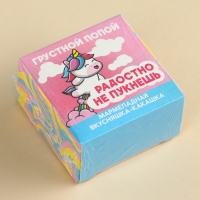 ГРУСТНОЙ ПОПОЙ
РАДОСТНО
НЕ ПУКНЕШЬ
МАРМЕЛАДНАЯ
ВКУСНЯШКА-КАКАШКА